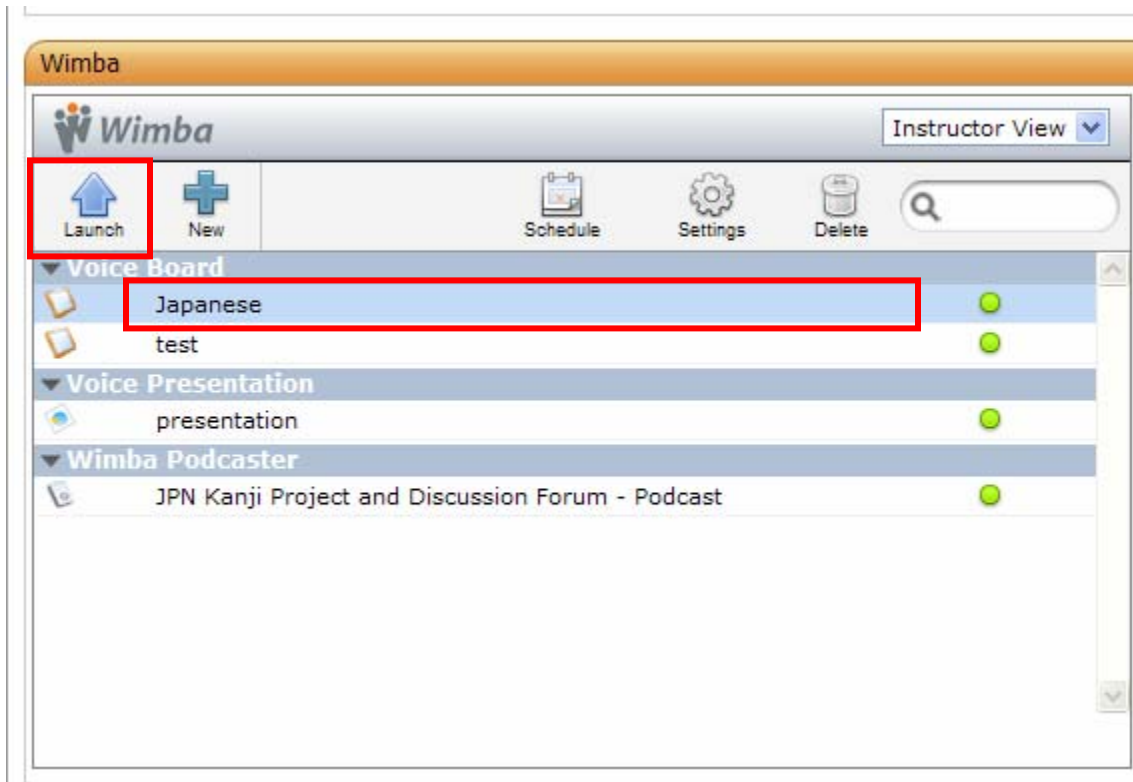 Wimba
Wimba
Instructor View
Launch
New
Schedule
Settings
Delete
Voice Board
Japanese
test
Voice Presentation
presentation
Wimba Podcaster
JPN Kanji Project and Discussion Forum - Podcast